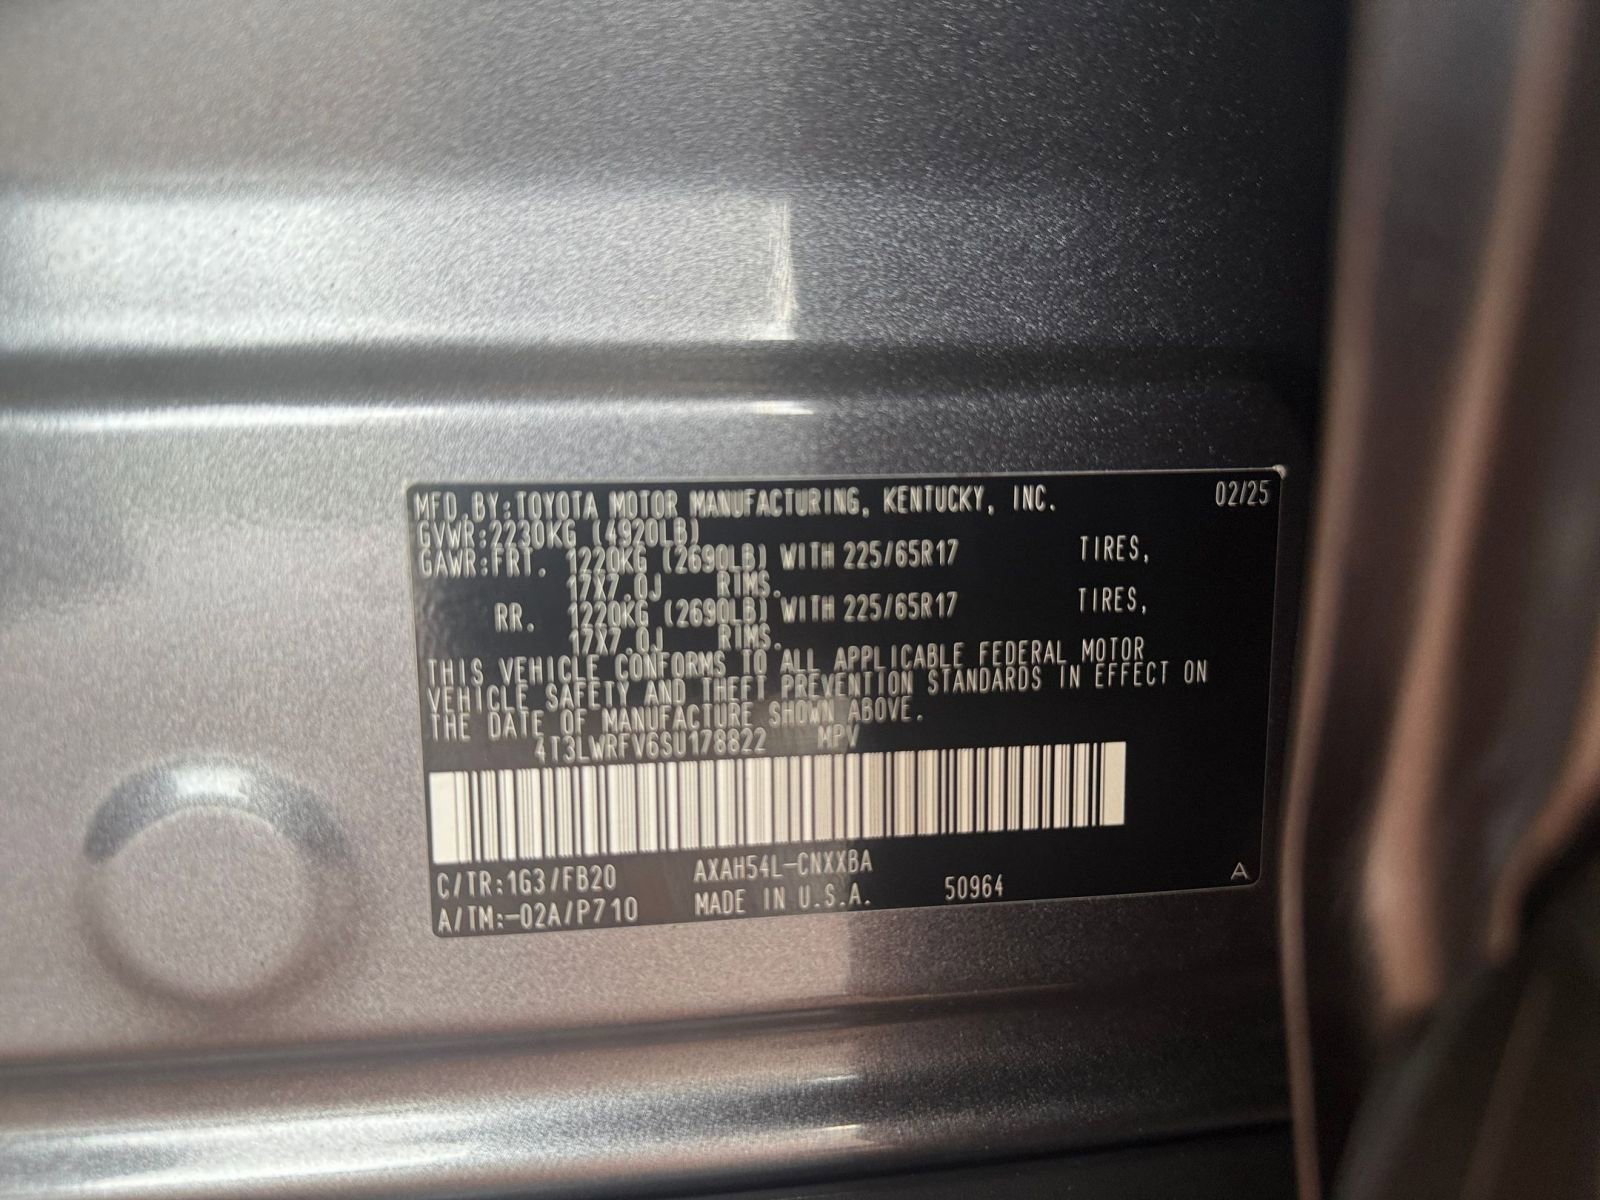 MFD.BY:TOYOTA MOTOR MANUFACTURING, KENTUCKY, INC. 02/25
GVWR:2230KG (4920LB)
GAWR:FRT. 1220KG (2690LB) WITH 225/65R17 TIRES,
17X7.0J RIMS.
RR. 1220KG (2690LB) WITH 225/65R17 TIRES,
17X7.0J RIMS.
THIS VEHICLE CONFORMS TO ALL APPLICABLE FEDERAL MOTOR
VEHICLE SAFETY AND THEFT PREVENTION STANDARDS IN EFFECT ON
THE DATE OF MANUFACTURE SHOWN ABOVE.
4T3LWRFV6SU178822 MPV
C/TR:1G3/FB20 AXAH54L-CNXXBA
A/TM:-02A/P710 MADE IN U.S.A. 50964 A